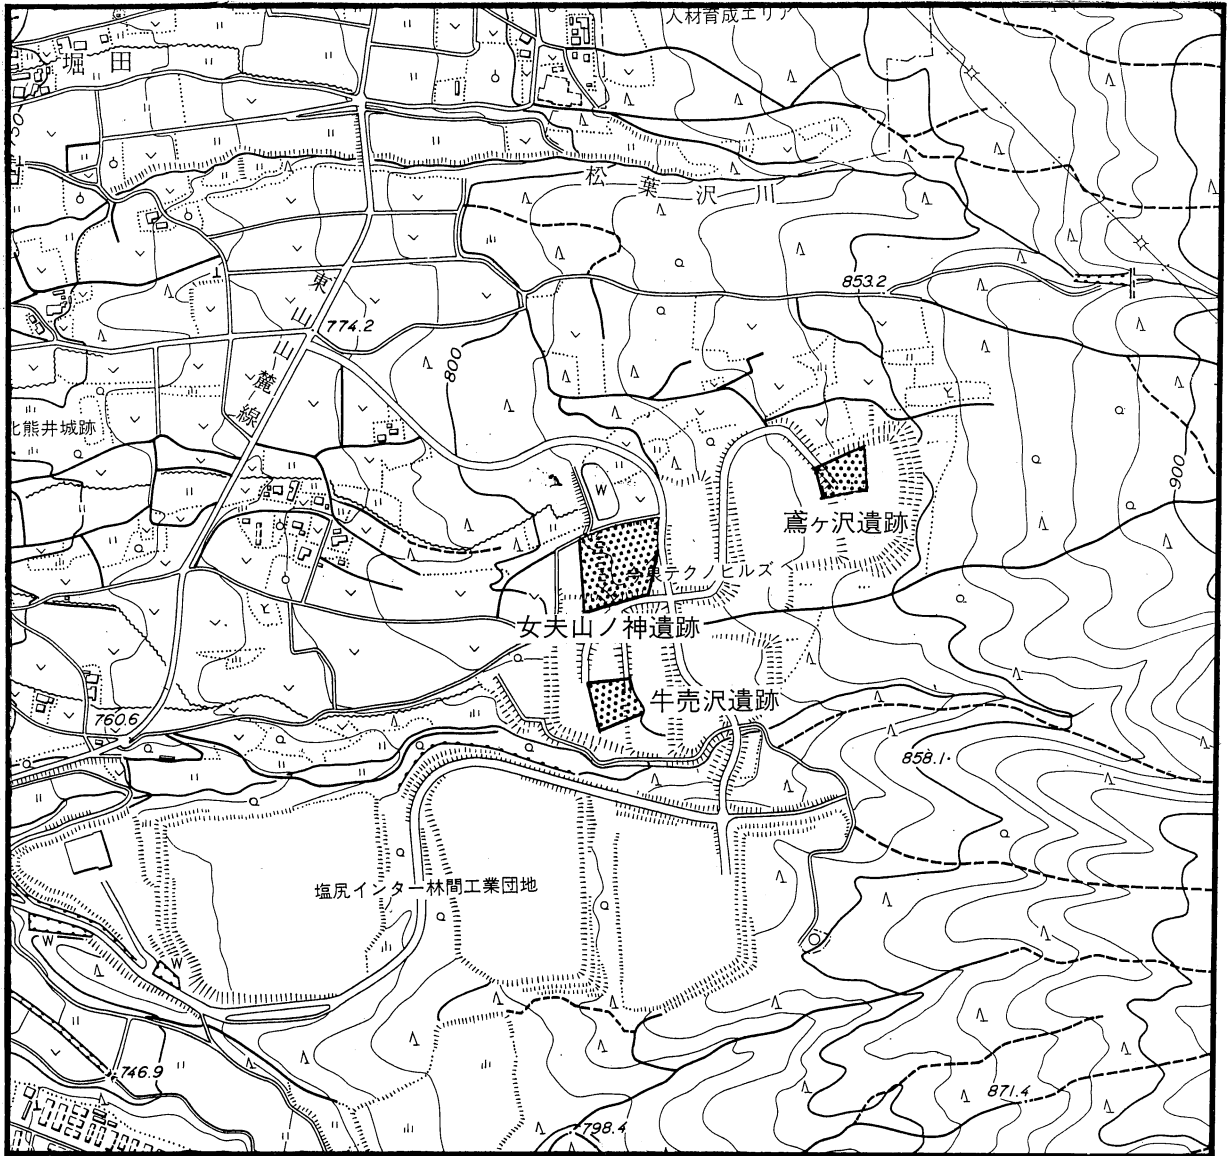 人材育成エリア
堀田
松葉沢川
853.2
東山山麓線
774.2
800
北熊井城跡
900
W
鳶ヶ沢遺跡
今泉テクノヒルズ
女夫山ノ神遺跡
牛売沢遺跡
760.6
858.1
塩尻インター林間工業団地
W
W
746.9
871.4
798.4